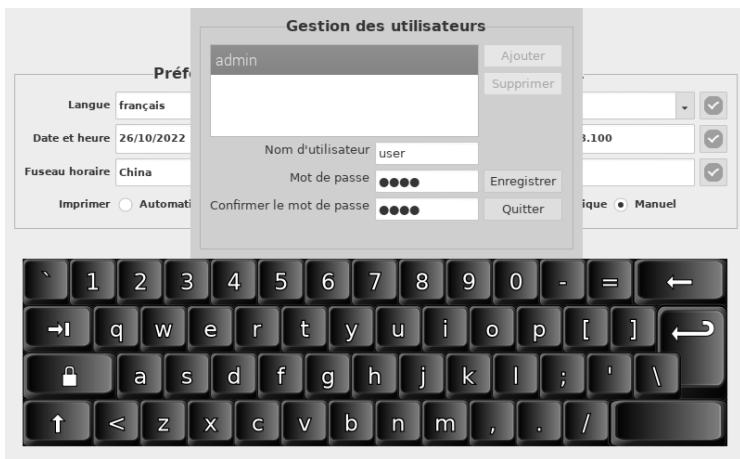 Gestion des utilisateurs
admin
Ajouter
Supprimer
Préf
Langue français
Date et heure 26/10/2022
.100
Fuseau horaire China
Imprimer Automati
ique Manuel
Nom d'utilisateur user
Mot de passe ●●●●
Enregistrer
Confirmer le mot de passe ●●●●
Quitter
` 1 2 3 4 5 6 7 8 9 0 - = ←
q w e r t y u i o p [ ]
a s d f g h j k l ; ' \
< z x c v b n m , . /